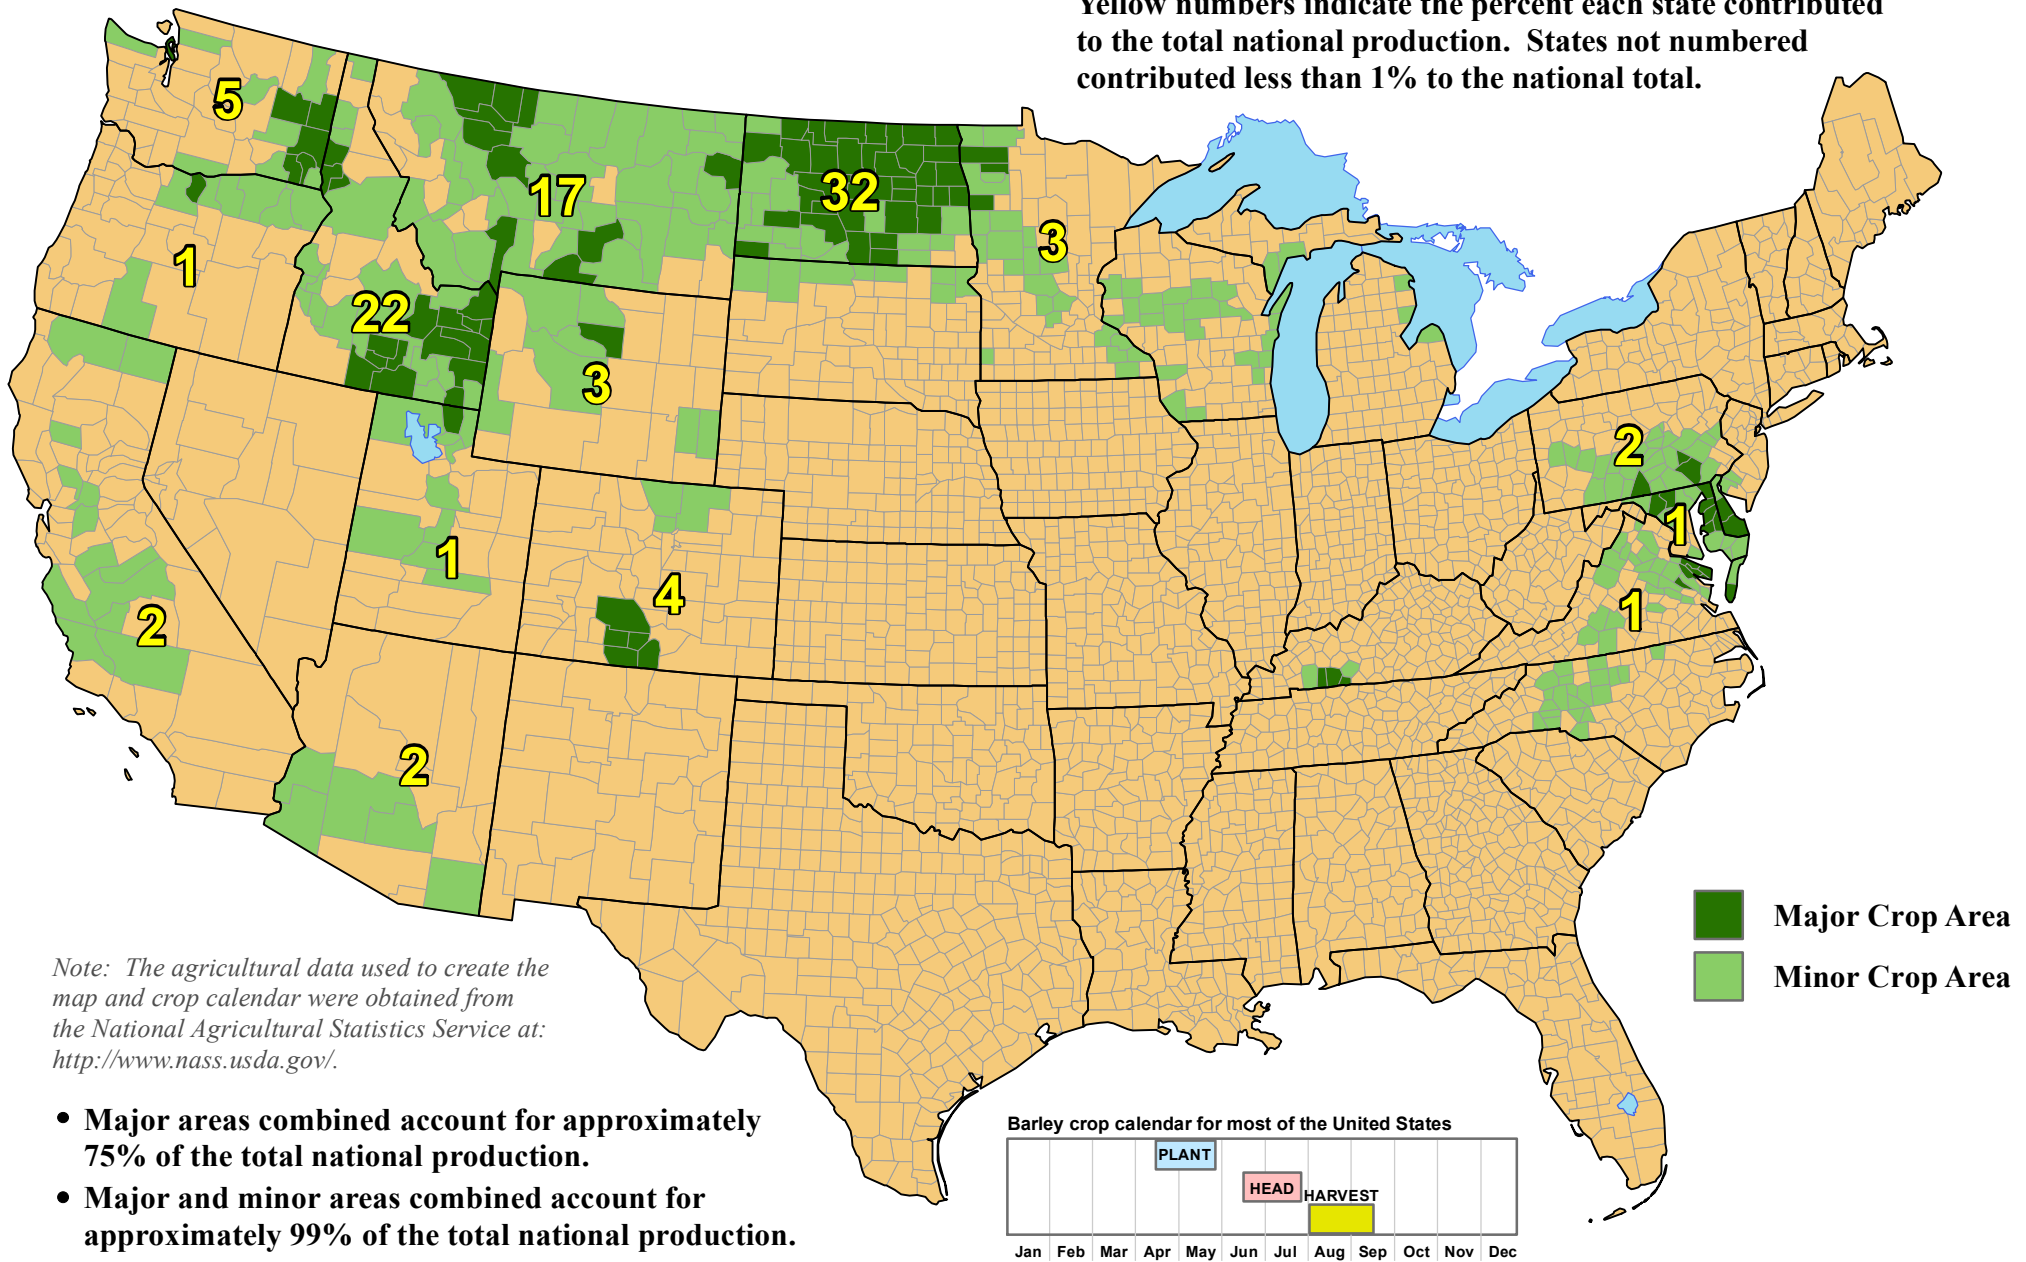 Yellow numbers indicate the percent each state contributed
to the total national production.  States not numbered
contributed less than 1% to the national total.
5
17
32
3
1
22
3
2
1
1
4
2
1
2
2
Major Crop Area
Minor Crop Area
Note:  The agricultural data used to create the
map and crop calendar were obtained from
the National Agricultural Statistics Service at:
http://www.nass.usda.gov/.
• Major areas combined account for approximately
75% of the total national production.
• Major and minor areas combined account for
approximately 99% of the total national production.
Barley crop calendar for most of the United States
PLANT
HEAD
HARVEST
Jan Feb Mar Apr May Jun Jul Aug Sep Oct Nov Dec